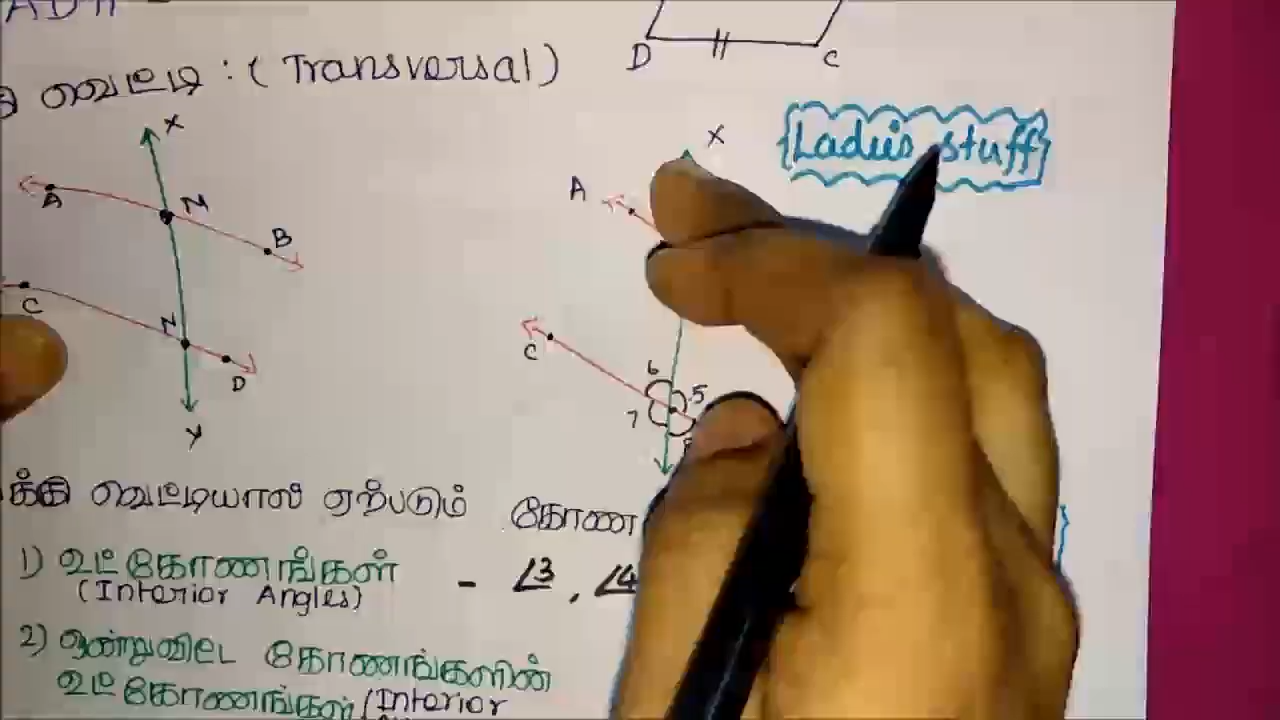 D C
வெட்டி : ( Transversal )
X
X
Ladies stuff
A M
A
B
C
C
N
D
6 5
7
Y
வெட்டியால் ஏற்படும் கோண
1) உட்கோணங்கள் - ∠3 , ∠4
(Interior Angles)
2) ஒன்றுவிட்ட கோணங்களின்
உட்கோணங்கள் (Interior